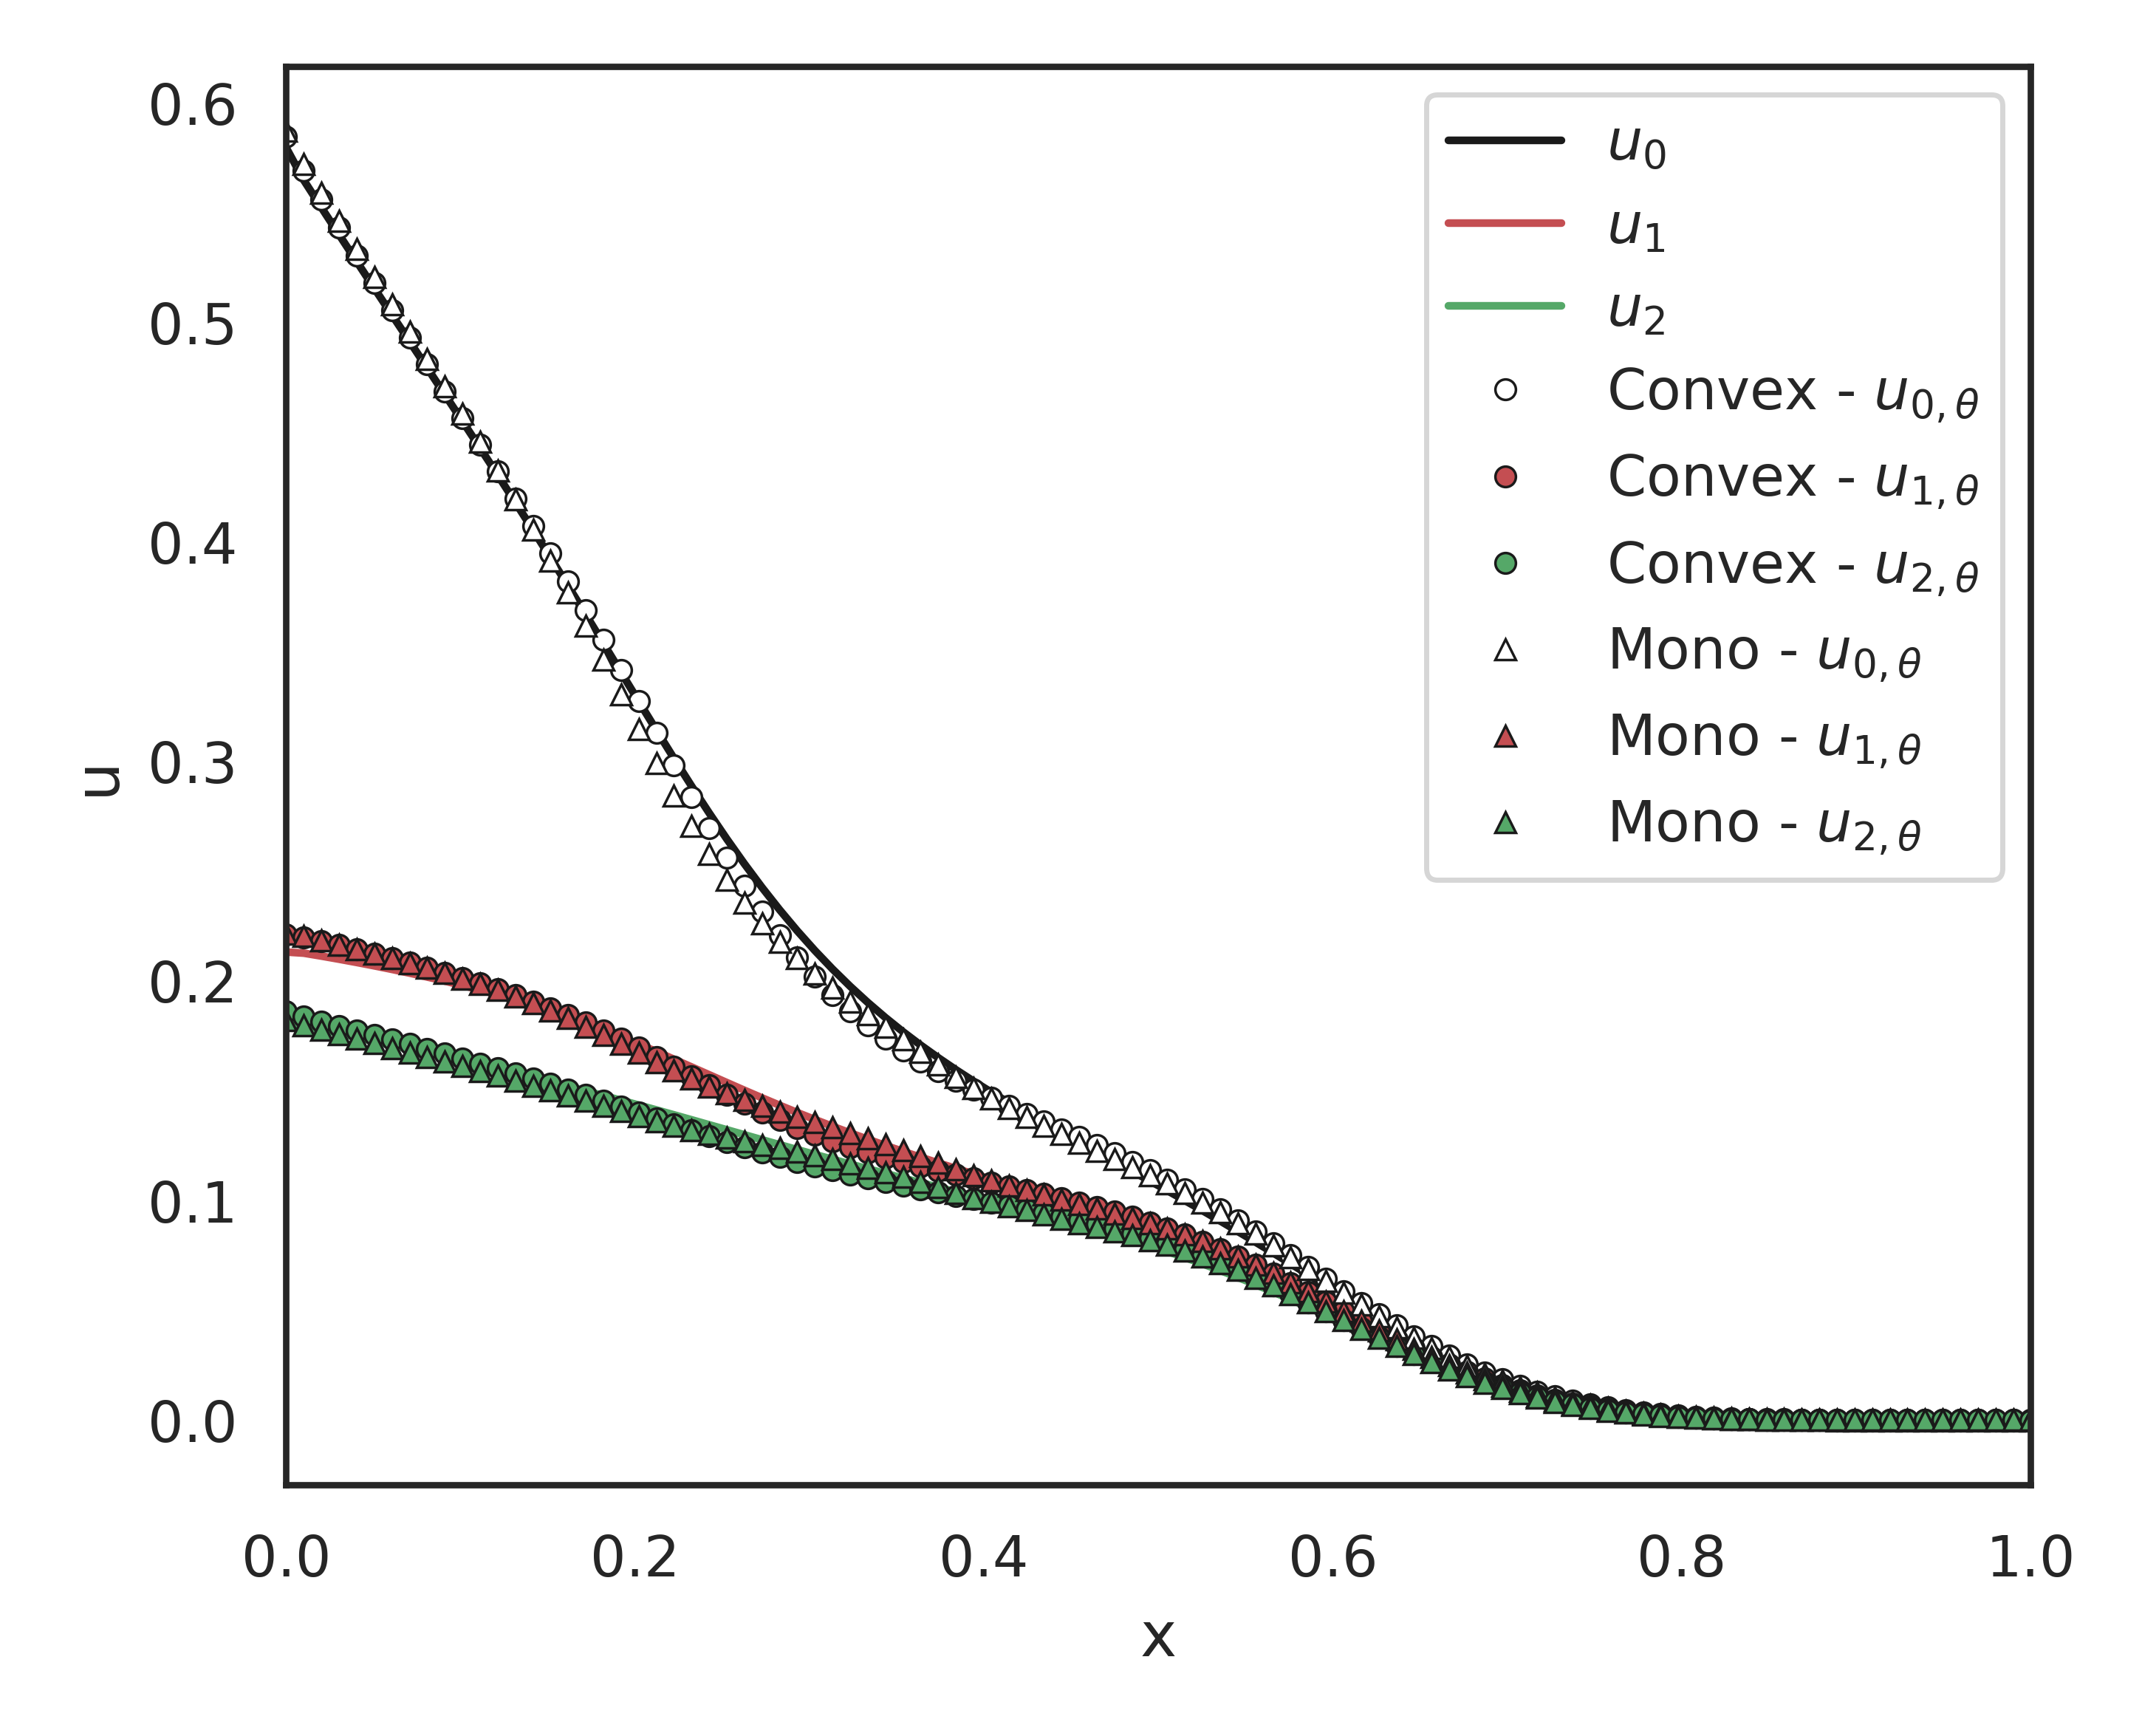 0.6
0.5
0.4
0.3
0.2
0.1
0.0
u
0.0 0.2 0.4 0.6 0.8 1.0
x
u₀
u₁
u₂
Convex - u₀,θ
Convex - u₁,θ
Convex - u₂,θ
Mono - u₀,θ
Mono - u₁,θ
Mono - u₂,θ